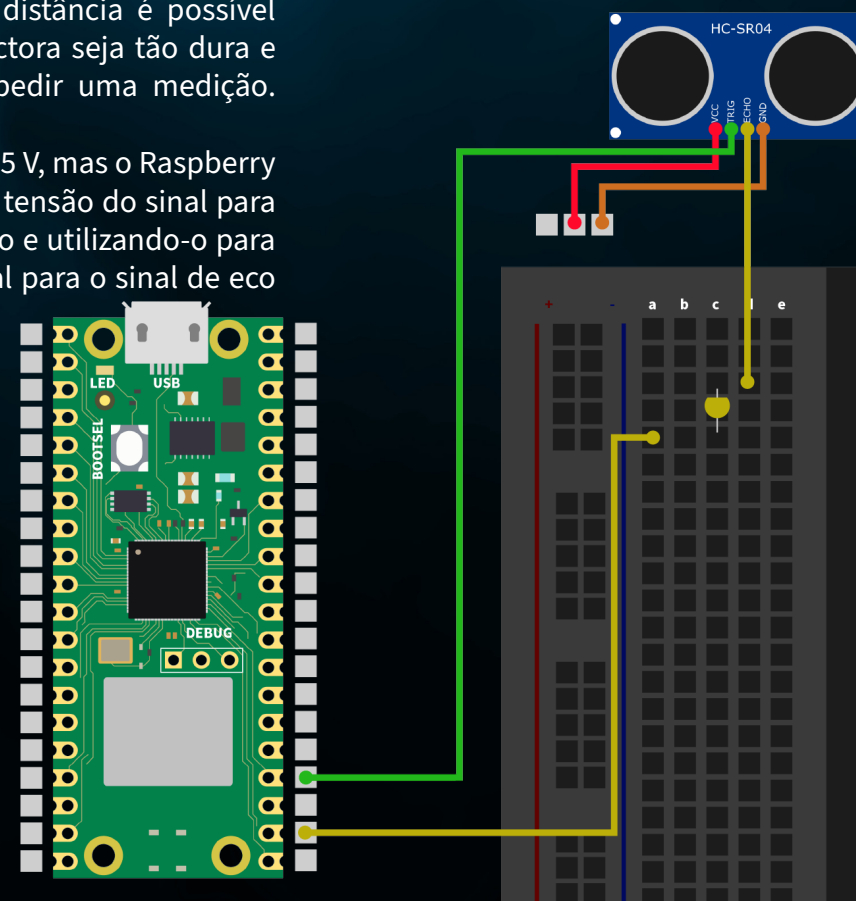 distância é possível
ctora seja tão dura e
pedir uma medição.
5 V, mas o Raspberry
tensão do sinal para
o e utilizando-o para
al para o sinal de eco
HC-SR04
VCC
TRIG
ECHO
GND
+ - a b c d e
LED USB
BOOTSEL
DEBUG